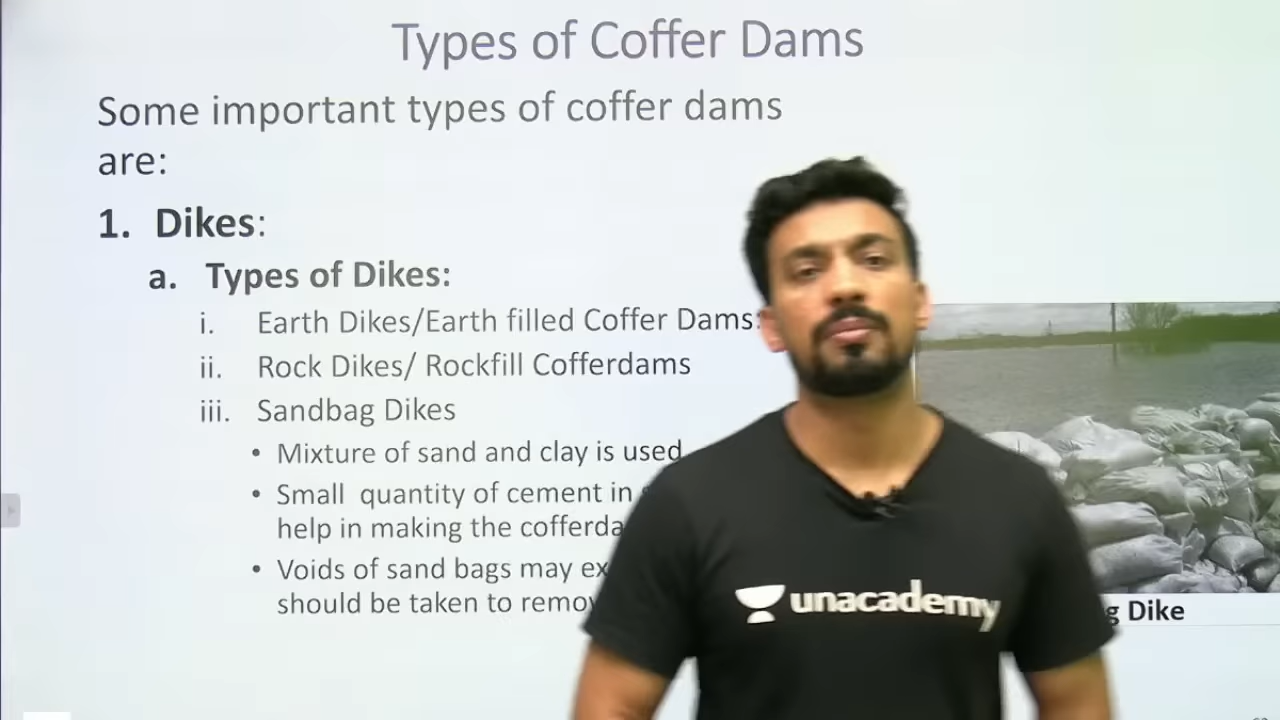 Types of Coffer Dams
Some important types of coffer dams
are:
1. Dikes:
a. Types of Dikes:
i. Earth Dikes/Earth filled Coffer Dams:
ii. Rock Dikes/ Rockfill Cofferdams
iii. Sandbag Dikes
• Mixture of sand and clay is used
• Small quantity of cement in
help in making the
• Voids of sand bags may
should be taken to
unacademy
Dike